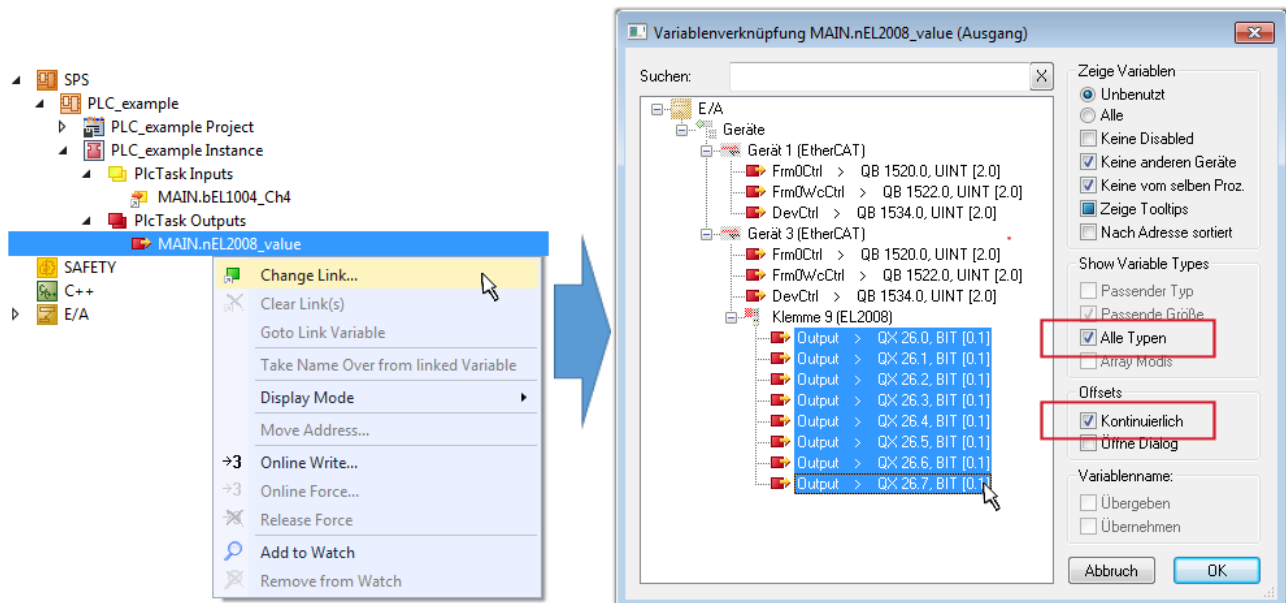 SPS
PLC_example
PLC_example Project
PLC_example Instance
PlcTask Inputs
MAIN.bEL1004_Ch4
PlcTask Outputs
MAIN.nEL2008_value
SAFETY
C++
E/A
Change Link...
Clear Link(s)
Goto Link Variable
Take Name Over from linked Variable
Display Mode
Move Address...
→3 Online Write...
→3 Online Force...
Release Force
Add to Watch
Remove from Watch
Variablenverknüpfung MAIN.nEL2008_value (Ausgang)
Suchen:
X
E/A
Geräte
Gerät 1 (EtherCAT)
Frm0Ctrl > QB 1520.0, UINT [2.0]
Frm0WcCtrl > QB 1522.0, UINT [2.0]
DevCtrl > QB 1534.0, UINT [2.0]
Gerät 3 (EtherCAT)
Frm0Ctrl > QB 1520.0, UINT [2.0]
Frm0WcCtrl > QB 1522.0, UINT [2.0]
DevCtrl > QB 1534.0, UINT [2.0]
Klemme 9 (EL2008)
Output > QX 26.0, BIT [0.1]
Output > QX 26.1, BIT [0.1]
Output > QX 26.2, BIT [0.1]
Output > QX 26.3, BIT [0.1]
Output > QX 26.4, BIT [0.1]
Output > QX 26.5, BIT [0.1]
Output > QX 26.6, BIT [0.1]
Output > QX 26.7, BIT [0.1]
Zeige Variablen
Unbenutzt
Alle
Keine Disabled
Keine anderen Geräte
Keine vom selben Proz.
Zeige Tooltips
Nach Adresse sortiert
Show Variable Types
Passender Typ
Passende Größe
Alle Typen
Array Modis
Offsets
Kontinuierlich
Öffne Dialog
Variablenname:
Übergeben
Übernehmen
Abbruch
OK